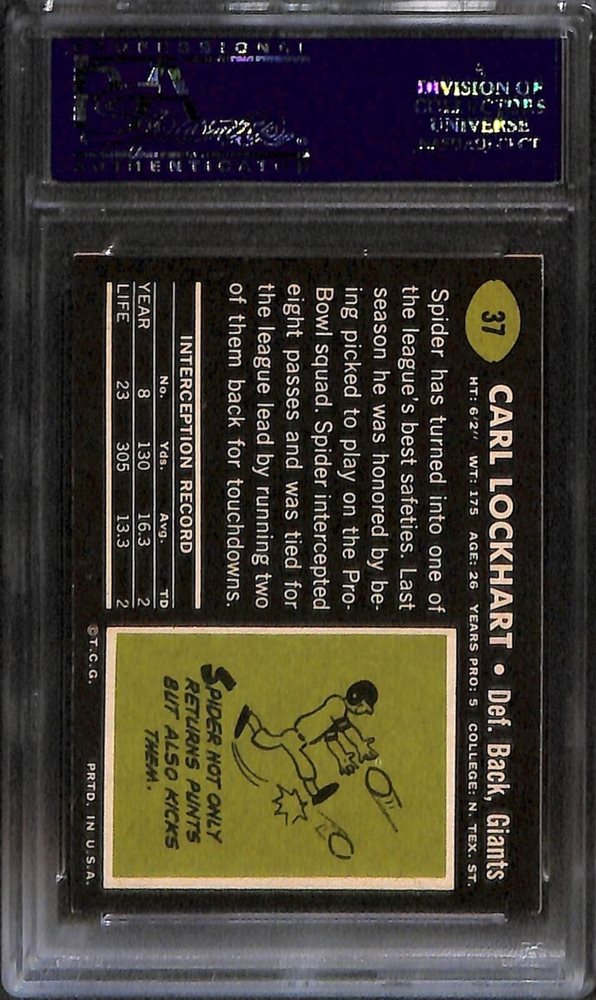 PROFESSIONAL
PSA
AUTHENTICATION
DIVISION OF
COLLECTORS
UNIVERSE
37
CARL LOCKHART • Def. Back, Giants
HT: 6'2" WT: 175 AGE: 26 YEARS PRO: 5 COLLEGE: N. TEX. ST.
Spider has turned into one of
the league's best safeties. Last
season he was honored by be-
ing picked to play on the Pro-
Bowl squad. Spider intercepted
eight passes and was tied for
the league lead by running two
of them back for touchdowns.
INTERCEPTION RECORD
No. Yds. Avg. TD
YEAR 8 130 16.3 2
LIFE 23 305 13.3 2
SPIDER NOT ONLY
RETURNS PUNTS
BUT ALSO KICKS
THEM.
©T.C.G. PRTD. IN U.S.A.